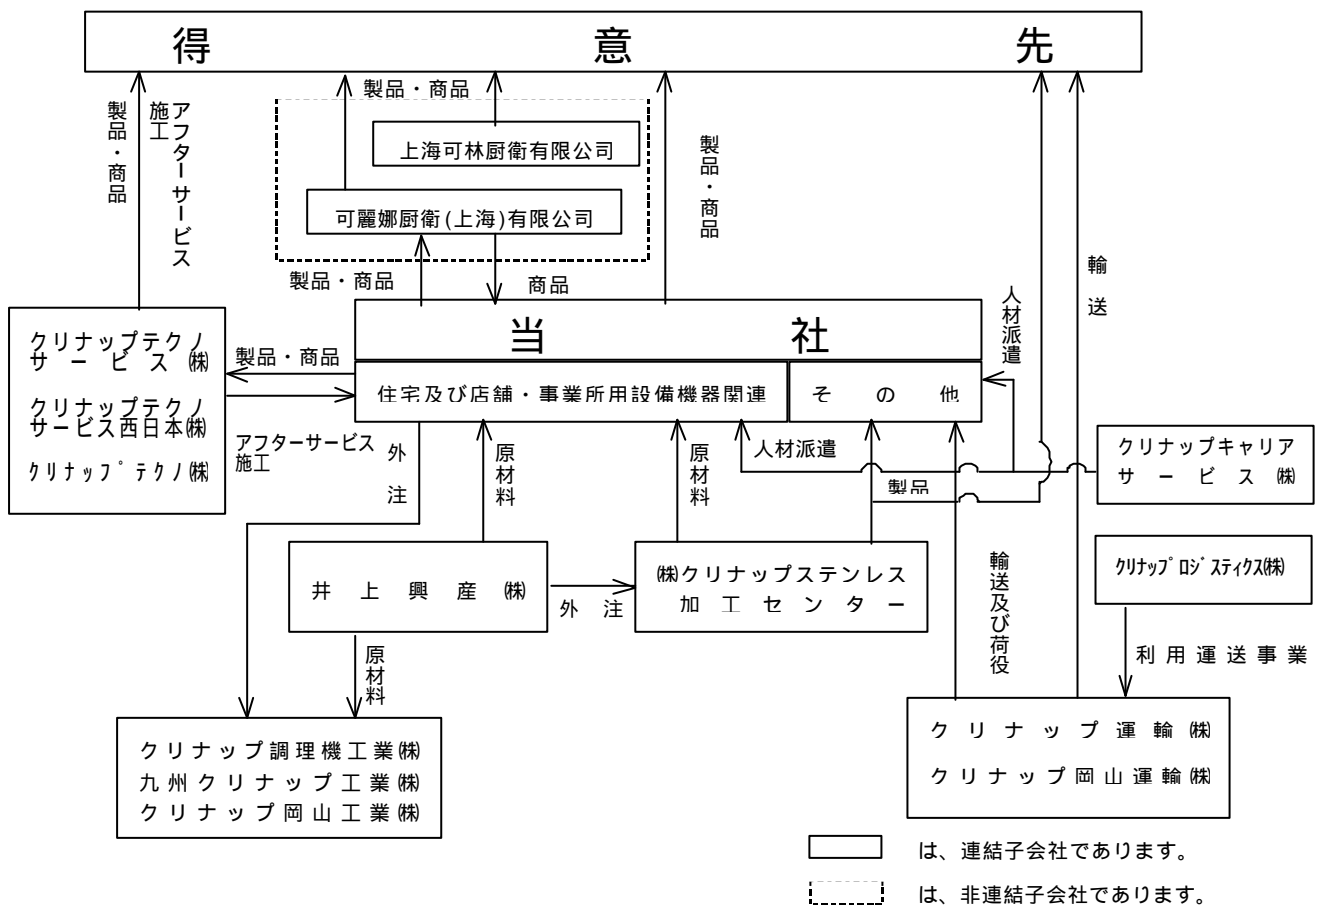 得意先
製品・商品
施工
アフターサービス
製品・商品
上海可林厨衛有限公司
可麗娜厨衛(上海)有限公司
製品・商品
商品
製品・商品
輸送
人材派遣
当社
住宅及び店舗・事業所用設備機器関連
その他
クリナップテクノ
サービス㈱
クリナップテクノ
サービス西日本㈱
クリナップテクノ㈱
製品・商品
アフターサービス
施工
外注
原材料
原材料
人材派遣
製品
クリナップキャリア
サービス㈱
井上興産㈱
外注
㈱クリナップステンレス
加工センター
輸送及び荷役
クリナップロジスティクス㈱
利用運送事業
原材料
クリナップ調理機工業㈱
九州クリナップ工業㈱
クリナップ岡山工業㈱
クリナップ運輸㈱
クリナップ岡山運輸㈱
は、連結子会社であります。
は、非連結子会社であります。